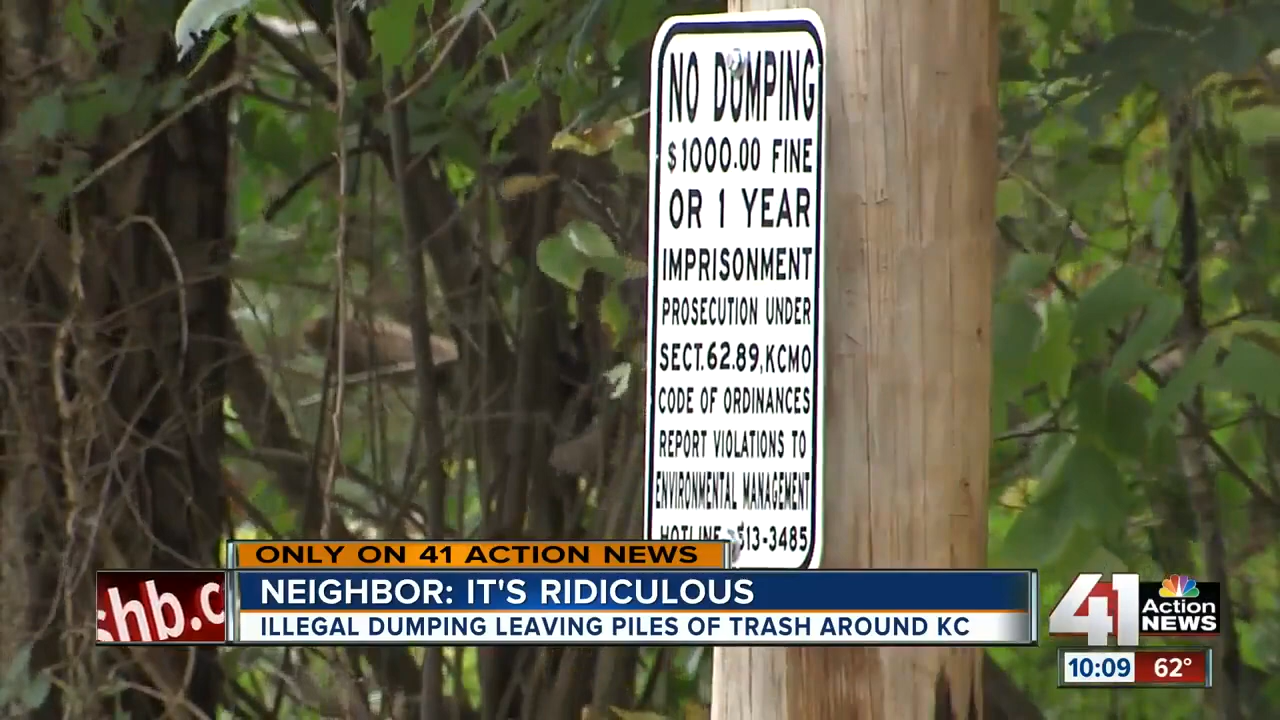 NO DUMPING
$1000.00 FINE
OR 1 YEAR
IMPRISONMENT
PROSECUTION UNDER
SECT.62.89,KCMO
CODE OF ORDINANCES
REPORT VIOLATIONS TO
ENVIRONMENTAL MANAGEMENT
HOTLINE 513-3485
ONLY ON 41 ACTION NEWS
shb.c
NEIGHBOR: IT'S RIDICULOUS
ILLEGAL DUMPING LEAVING PILES OF TRASH AROUND KC
41 Action
NEWS
10:09 62°